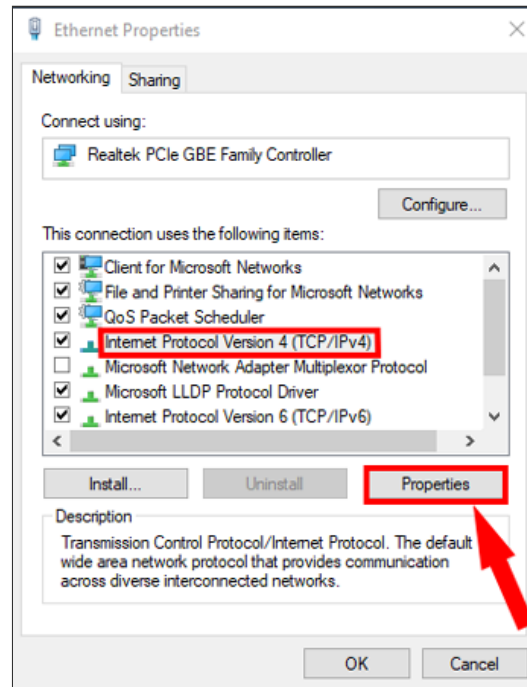 Ethernet Properties
Networking
Sharing
Connect using:
Realtek PCIe GBE Family Controller
Configure...
This connection uses the following items:
Client for Microsoft Networks
File and Printer Sharing for Microsoft Networks
QoS Packet Scheduler
Internet Protocol Version 4 (TCP/IPv4)
Microsoft Network Adapter Multiplexor Protocol
Microsoft LLDP Protocol Driver
Internet Protocol Version 6 (TCP/IPv6)
Install...
Uninstall
Properties
Description
Transmission Control Protocol/Internet Protocol. The default
wide area network protocol that provides communication
across diverse interconnected networks.
OK
Cancel